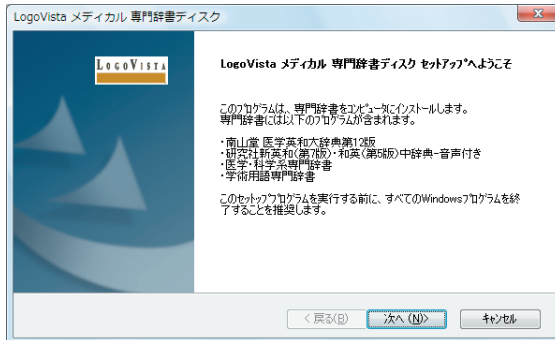 LogoVista メディカル 専門辞書ディスク
LOGOVISTA
LogoVista メディカル 専門辞書ディスク ｾｯﾄｱｯﾌﾟへようこそ
このﾌﾟﾛｸﾞﾗﾑは、専門辞書をｺﾝﾋﾟｭｰﾀにｲﾝｽﾄｰﾙします。
専門辞書には以下のﾌﾟﾛｸﾞﾗﾑが含まれます。
・南山堂 医学英和大辞典第12版
・研究社新英和(第7版)・和英(第5版)中辞典-音声付き
・医学・科学系専門辞書
・学術用語専門辞書
このｾｯﾄｯﾌﾟﾌﾟﾛｸﾞﾗﾑを実行する前に、すべてのWindowsﾌﾟﾛｸﾞﾗﾑを終
了することを推奨します。
< 戻る(B)
次へ (N)>
ｷｬﾝｾﾙ